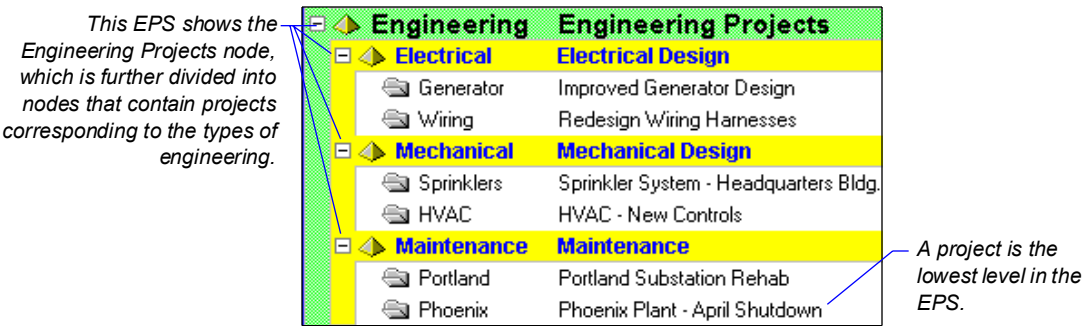 This EPS shows the
Engineering Projects node,
which is further divided into
nodes that contain projects
corresponding to the types of
engineering.
Engineering Engineering Projects
Electrical Electrical Design
Generator Improved Generator Design
Wiring Redesign Wiring Harnesses
Mechanical Mechanical Design
Sprinklers Sprinkler System - Headquarters Bldg.
HVAC HVAC - New Controls
Maintenance Maintenance
Portland Portland Substation Rehab
Phoenix Phoenix Plant - April Shutdown
A project is the
lowest level in the
EPS.